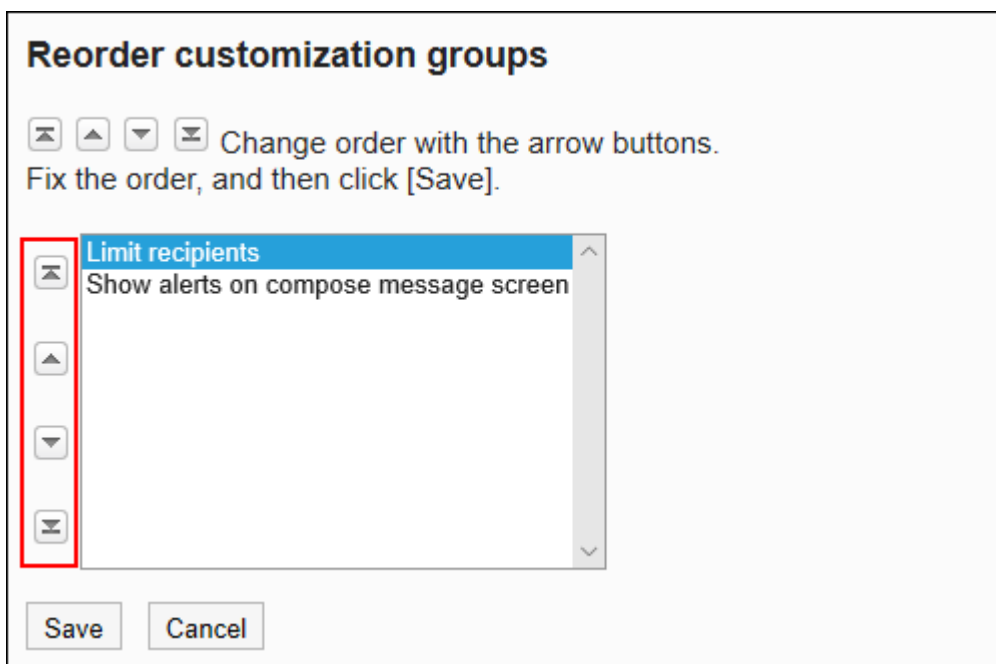 Reorder customization groups
Change order with the arrow buttons.
Fix the order, and then click [Save].
Limit recipients
Show alerts on compose message screen
Save Cancel